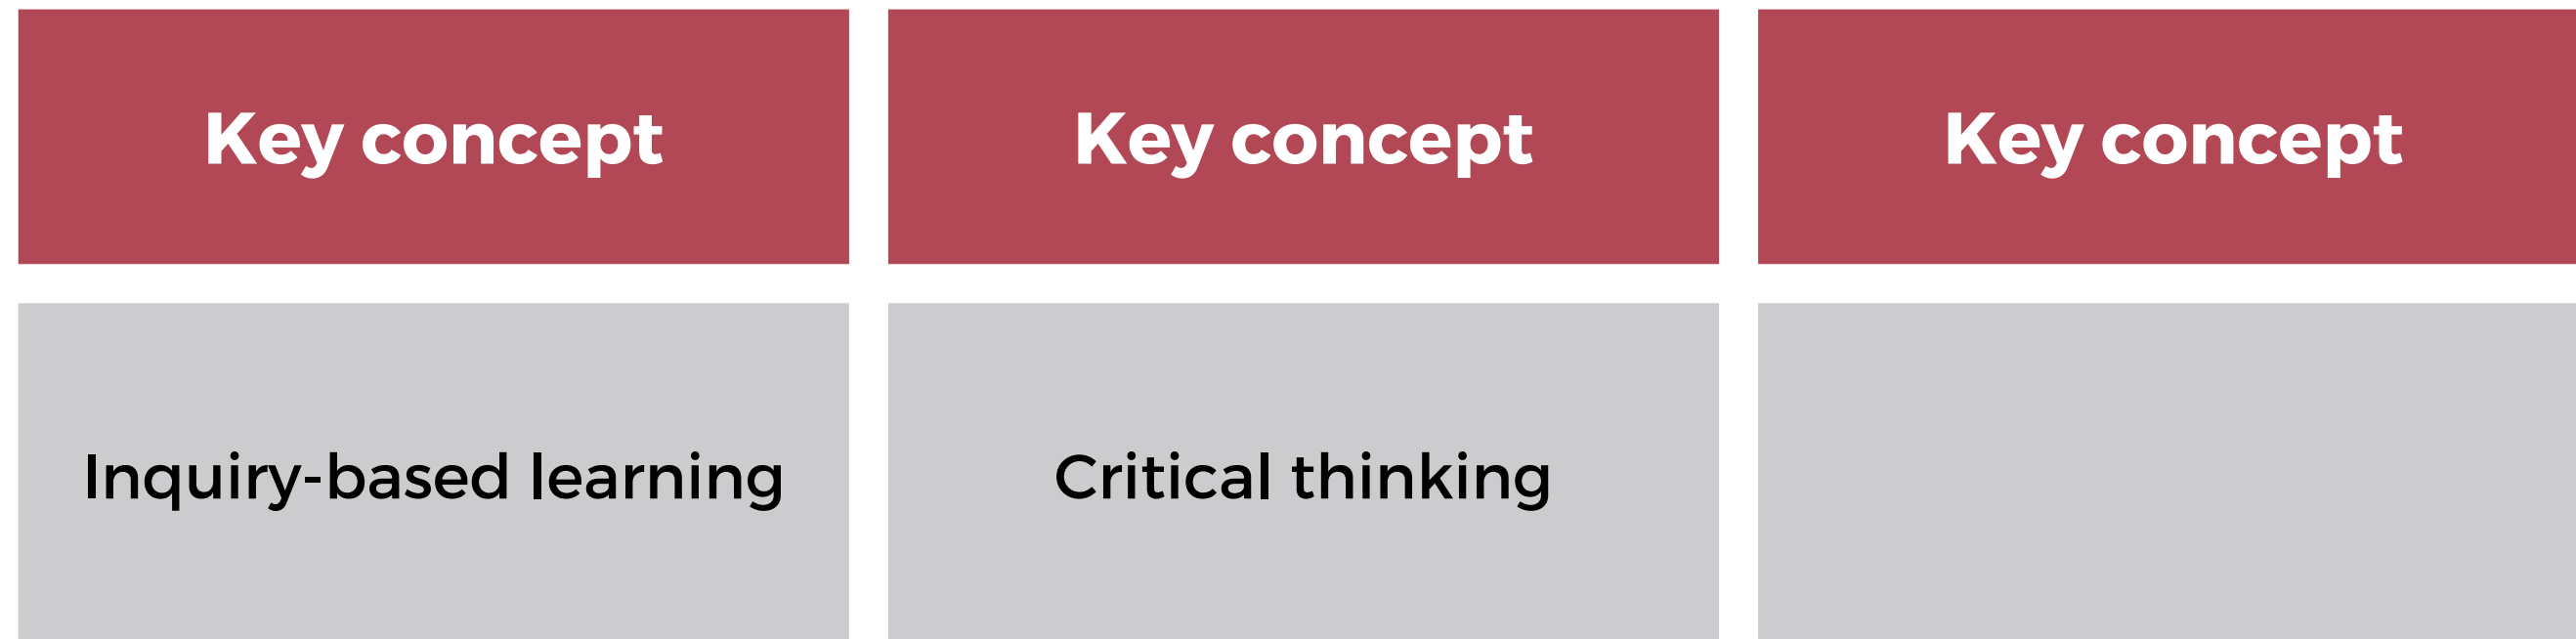 Key concept
Key concept
Key concept
Inquiry-based learning
Critical thinking